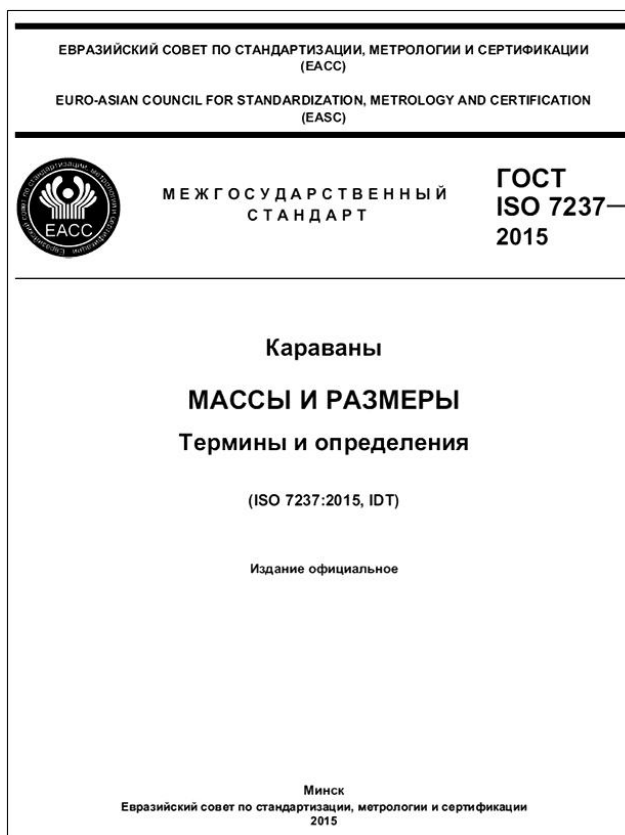 ЕВРАЗИЙСКИЙ СОВЕТ ПО СТАНДАРТИЗАЦИИ, МЕТРОЛОГИИ И СЕРТИФИКАЦИИ
(ЕАСС)
EURO-ASIAN COUNCIL FOR STANDARDIZATION, METROLOGY AND CERTIFICATION
(EASC)
ЕАСС
МЕЖГОСУДАРСТВЕННЫЙ
СТАНДАРТ
ГОСТ
ISO 7237—
2015
Караваны
МАССЫ И РАЗМЕРЫ
Термины и определения
(ISO 7237:2015, IDT)
Издание официальное
Минск
Евразийский совет по стандартизации, метрологии и сертификации
2015